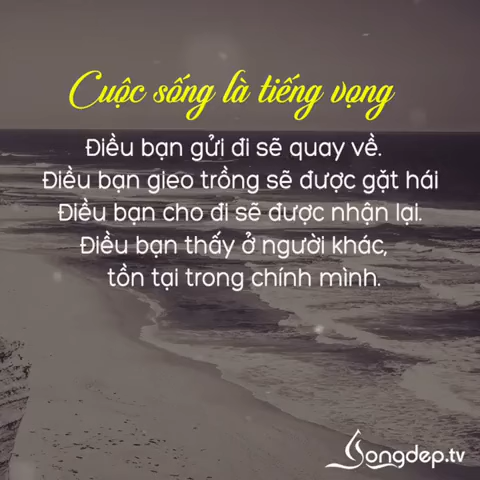 Cuộc sống là tiếng vọng
Điều bạn gửi đi sẽ quay về.
Điều bạn gieo trồng sẽ được gặt hái
Điều bạn cho đi sẽ được nhận lại.
Điều bạn thấy ở người khác,
tồn tại trong chính mình.
Songdep.tv